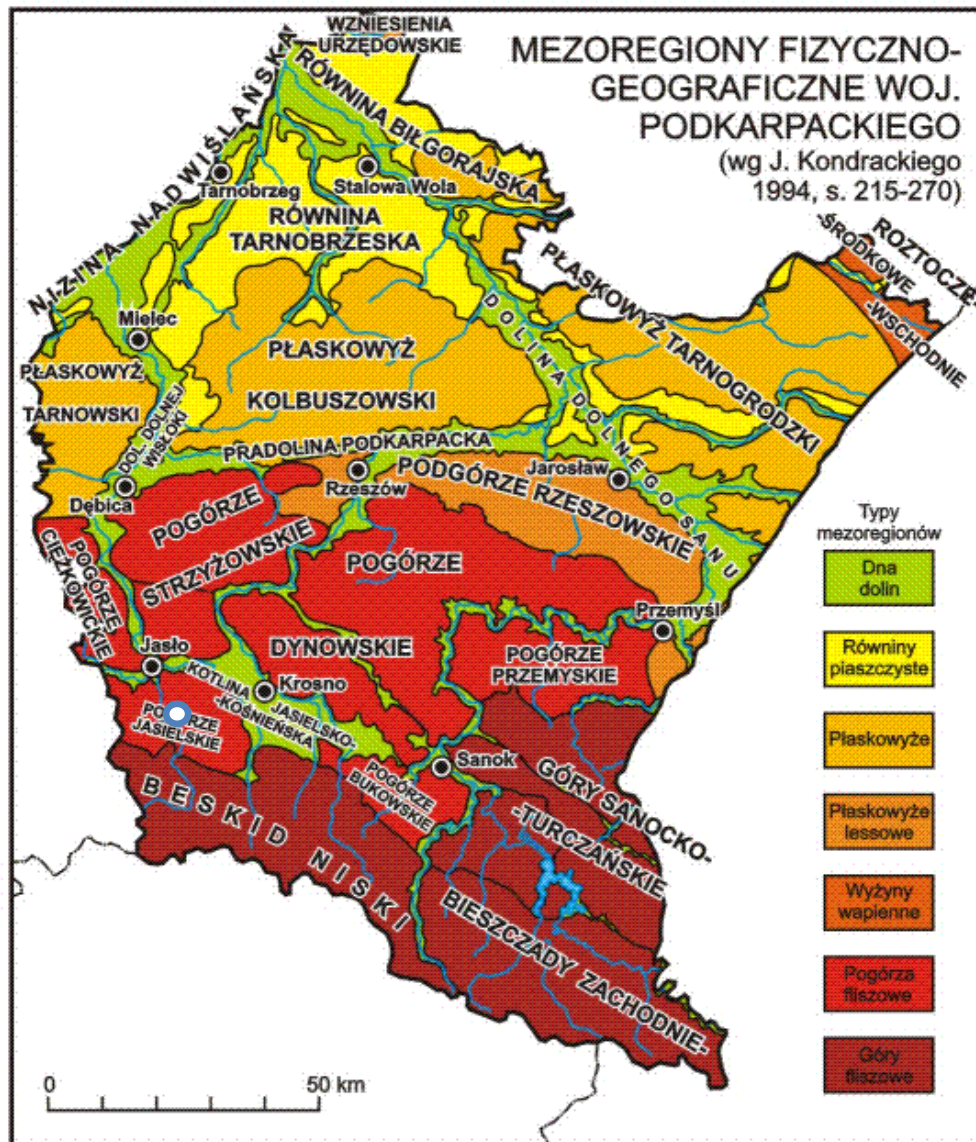 WZNIESIENIA
URZĘDOWSKIE
MEZOREGIONY FIZYCZNO-
GEOGRAFICZNE WOJ.
PODKARPACKIEGO
(wg J. Kondrackiego
1994, s. 215-270)
NIZINA NADWIŚLAŃSKA
RÓWNINA BIŁGORAJSKA
Tarnobrzeg
Stalowa Wola
RÓWNINA
TARNOBRZESKA
ROZTOCZE-
-ŚRODKOWE
-WSCHODNIE
PŁASKOWYŻ TARNOGRODZKI
DOLINA DOLNEGO SANU
Mielec
PŁASKOWYŻ
TARNOWSKI
PŁASKOWYŻ
KOLBUSZOWSKI
DOL. DOLNEJ
WISŁOKI
PRADOLINA PODKARPACKA
Dębica
Rzeszów
PODGÓRZE RZESZOWSKIE
Jarosław
POGÓRZE
STRZYŻOWSKIE
POGÓRZE
CIĘŻKOWICKIE
POGÓRZE
DYNOWSKIE
Przemyśl
POGÓRZE
PRZEMYSKIE
Jasło
KOTLINA
JASIELSKO-
-KOŚNIEŃSKA
Krosno
POGÓRZE
JASIELSKIE
Sanok
POGÓRZE
BUKOWSKIE
GÓRY SANOCKO-
-TURCZAŃSKIE
BESKID NISKI
BIESZCZADY ZACHODNIE-
Typy
mezoregionów
Dna
dolin
Równiny
piaszczyste
Płaskowyże
Płaskowyże
lessowe
Wyżyny
wapienne
Pogórza
fliszowe
Góry
fliszowe
0 50 km